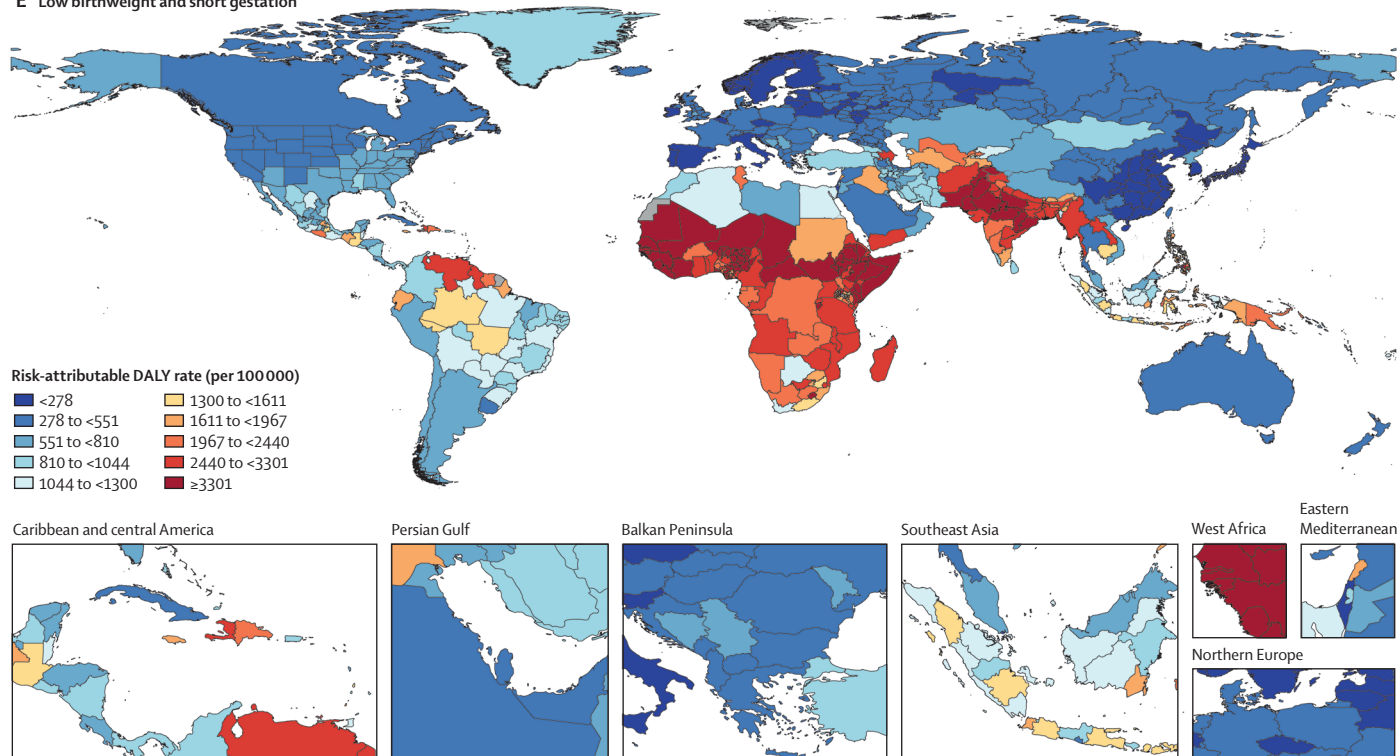 E Low birthweight and short gestation
Risk-attributable DALY rate (per 100 000)
<278
278 to <551
551 to <810
810 to <1044
1044 to <1300
1300 to <1611
1611 to <1967
1967 to <2440
2440 to <3301
≥3301
Caribbean and central America
Persian Gulf
Balkan Peninsula
Southeast Asia
West Africa
Eastern
Mediterranean
Northern Europe